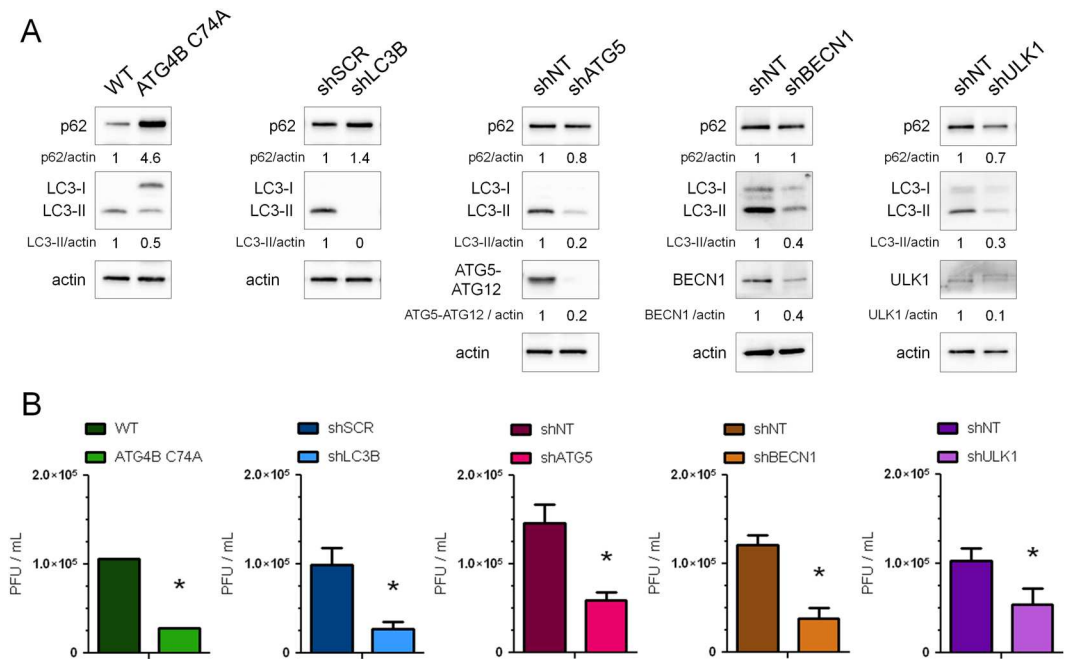 A
WT
ATG4B C74A
p62
p62/actin 1 4.6
LC3-I
LC3-II
LC3-II/actin 1 0.5
actin
shSCR
shLC3B
p62
p62/actin 1 1.4
LC3-I
LC3-II
LC3-II/actin 1 0
actin
shNT
shATG5
p62
p62/actin 1 0.8
LC3-I
LC3-II
LC3-II/actin 1 0.2
ATG5-
ATG12
ATG5-ATG12 / actin 1 0.2
actin
shNT
shBECN1
p62
p62/actin 1 1
LC3-I
LC3-II
LC3-II/actin 1 0.4
BECN1
BECN1 /actin 1 0.4
actin
shNT
shULK1
p62
p62/actin 1 0.7
LC3-I
LC3-II
LC3-II/actin 1 0.3
ULK1
ULK1 /actin 1 0.1
actin
B
WT
ATG4B C74A
2.0×10⁵
1.0×10⁵
0
PFU / mL
*
shSCR
shLC3B
2.0×10⁵
1.0×10⁵
0
PFU / mL
*
shNT
shATG5
2.0×10⁵
1.0×10⁵
0
PFU / mL
*
shNT
shBECN1
2.0×10⁵
1.0×10⁵
0
PFU / mL
*
shNT
shULK1
2.0×10⁵
1.0×10⁵
0
PFU / mL
*